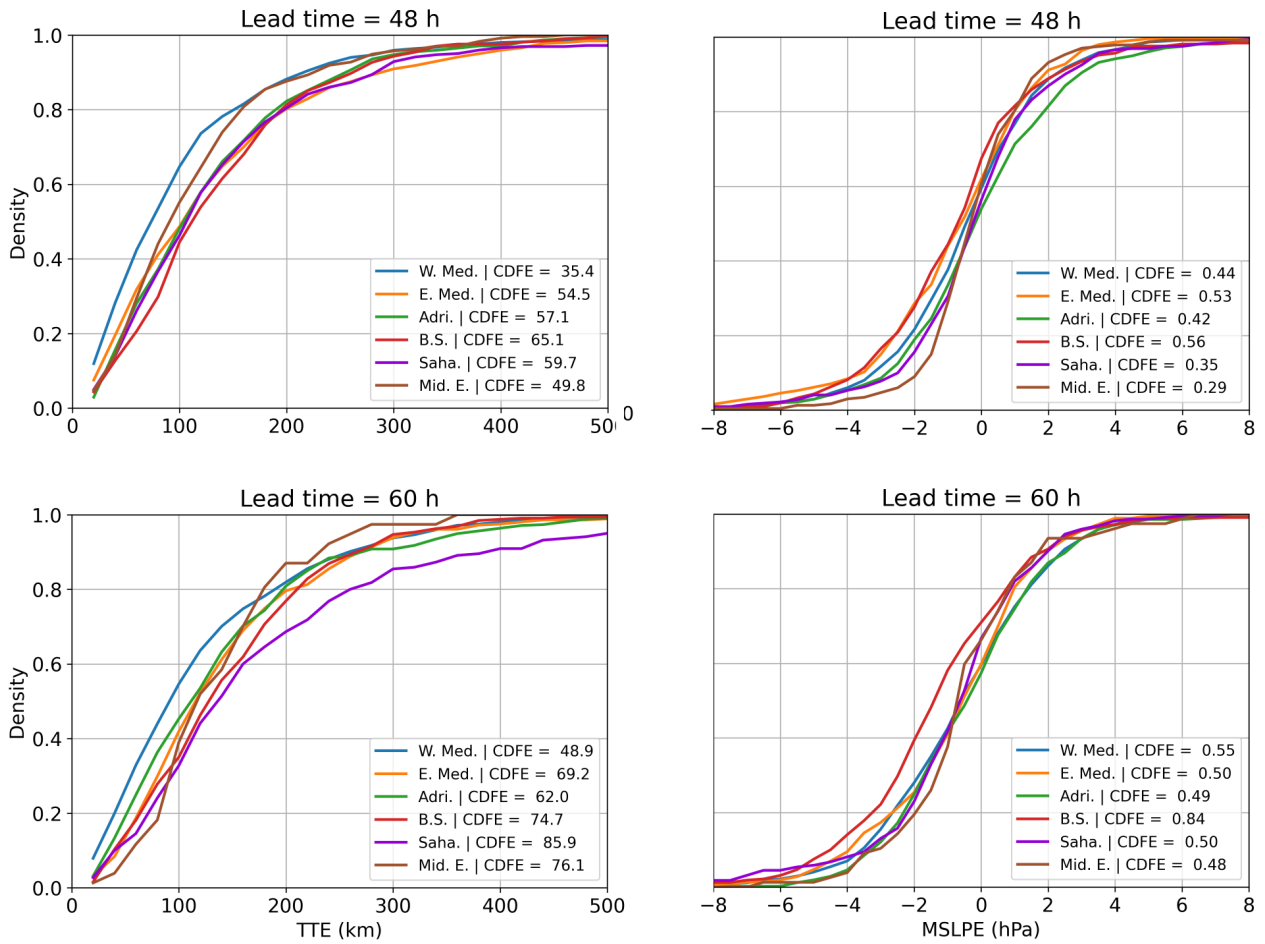 Lead time = 48 h
1.0
0.8
0.6
0.4
0.2
0.0
Density
W. Med. | CDFE = 35.4
E. Med. | CDFE = 54.5
Adri. | CDFE = 57.1
B.S. | CDFE = 65.1
Saha. | CDFE = 59.7
Mid. E. | CDFE = 49.8
0 100 200 300 400 500
0
Lead time = 48 h
W. Med. | CDFE = 0.44
E. Med. | CDFE = 0.53
Adri. | CDFE = 0.42
B.S. | CDFE = 0.56
Saha. | CDFE = 0.35
Mid. E. | CDFE = 0.29
−8 −6 −4 −2 0 2 4 6 8
Lead time = 60 h
1.0
0.8
0.6
0.4
0.2
0.0
Density
W. Med. | CDFE = 48.9
E. Med. | CDFE = 69.2
Adri. | CDFE = 62.0
B.S. | CDFE = 74.7
Saha. | CDFE = 85.9
Mid. E. | CDFE = 76.1
0 100 200 300 400 500
TTE (km)
Lead time = 60 h
W. Med. | CDFE = 0.55
E. Med. | CDFE = 0.50
Adri. | CDFE = 0.49
B.S. | CDFE = 0.84
Saha. | CDFE = 0.50
Mid. E. | CDFE = 0.48
−8 −6 −4 −2 0 2 4 6 8
MSLPE (hPa)